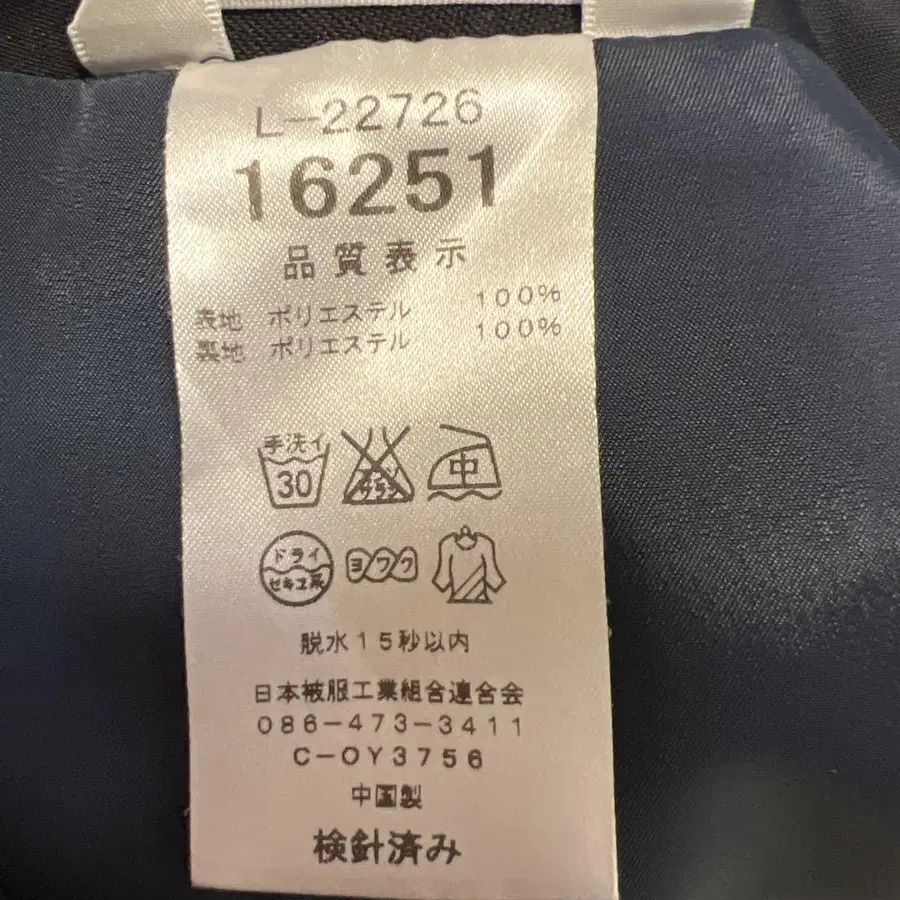 L-22726
16251
品質表示
表地 ポリエステル 100%
裏地 ポリエステル 100%
手洗イ
30
中
ドライ
セキユ系
ヨワク
脱水15秒以内
日本被服工業組合連合会
086-473-3411
C-OY3756
中国製
検針済み